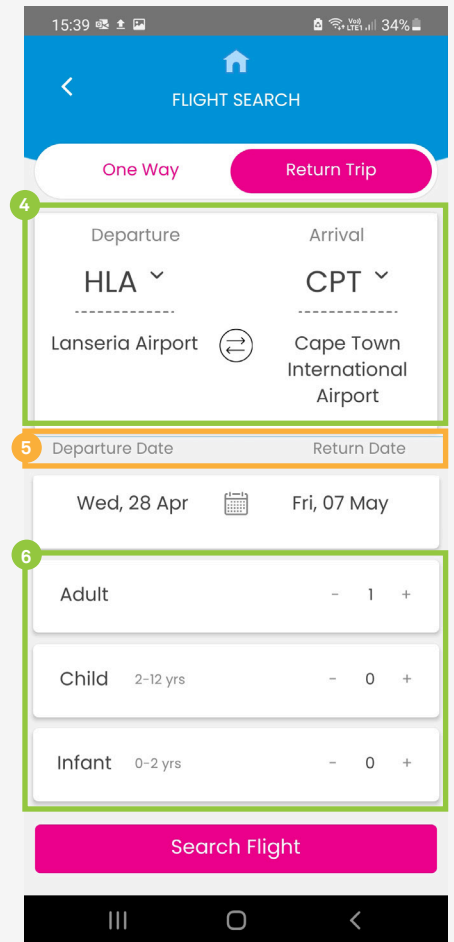 15:39 34%
FLIGHT SEARCH
One Way Return Trip
4
Departure Arrival
HLA CPT
Lanseria Airport Cape Town
International
Airport
5 Departure Date Return Date
Wed, 28 Apr Fri, 07 May
6
Adult - 1 +
Child 2-12 yrs - 0 +
Infant 0-2 yrs - 0 +
Search Flight